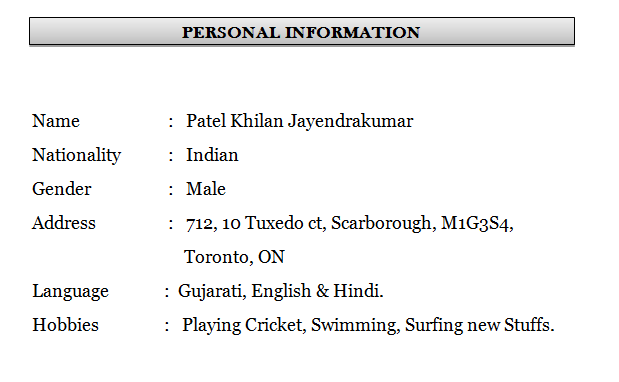 PERSONAL INFORMATION
Name : Patel Khilan Jayendrakumar
Nationality : Indian
Gender : Male
Address : 712, 10 Tuxedo ct, Scarborough, M1G3S4,
Toronto, ON
Language : Gujarati, English & Hindi.
Hobbies : Playing Cricket, Swimming, Surfing new Stuffs.